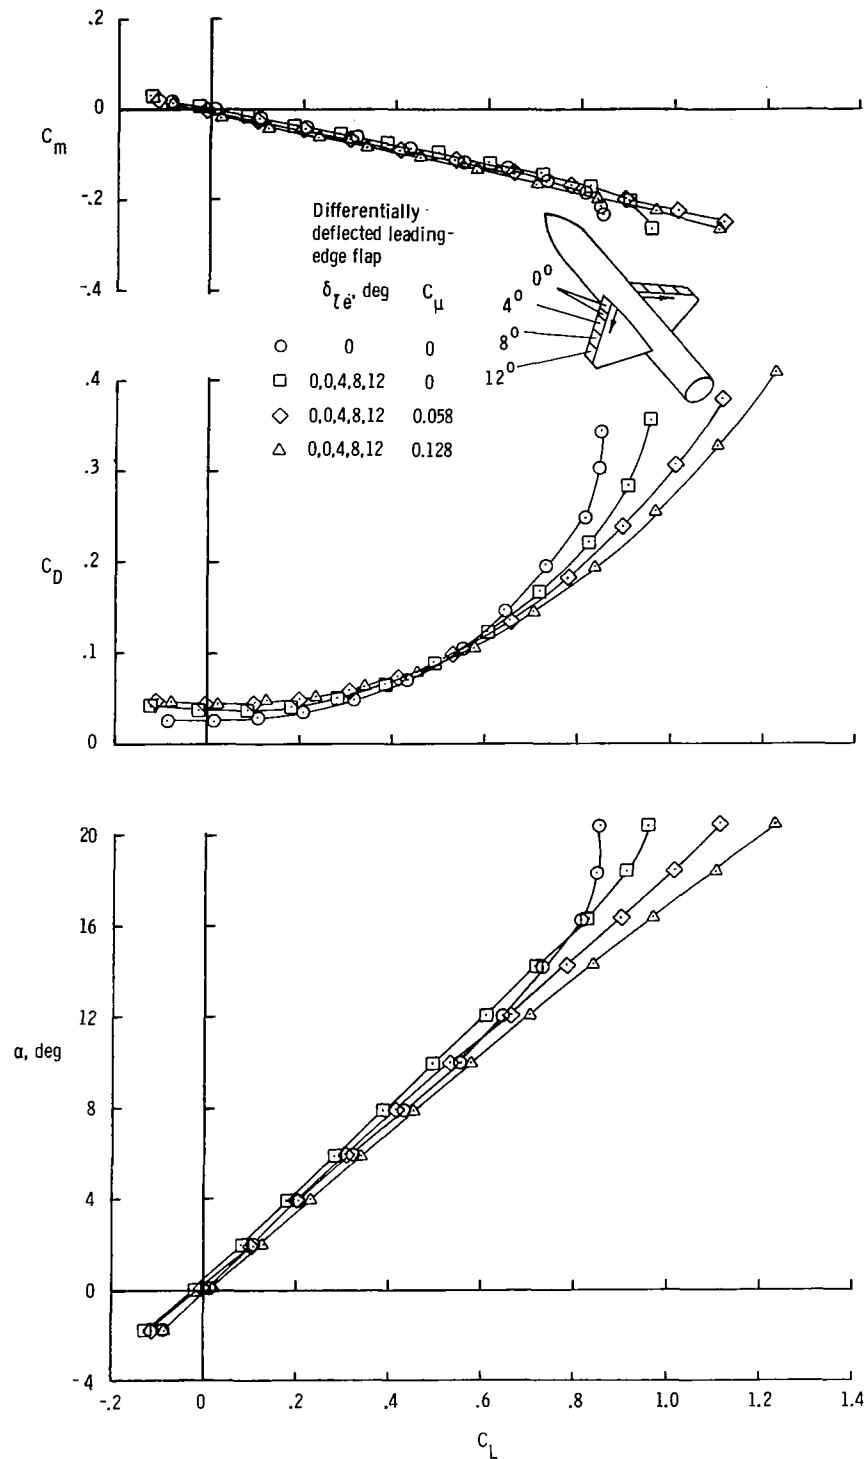 .2
0
-.2
-.4
C_m
Differentially
deflected leading-
edge flap
δ_le, deg C_μ
0 0
0,0,4,8,12 0
0,0,4,8,12 0.058
0,0,4,8,12 0.128
0°
4°
8°
12°
.4
.3
.2
.1
0
C_D
20
16
12
8
4
0
-4
α, deg
-.2 0 .2 .4 .6 .8 1.0 1.2 1.4
C_L